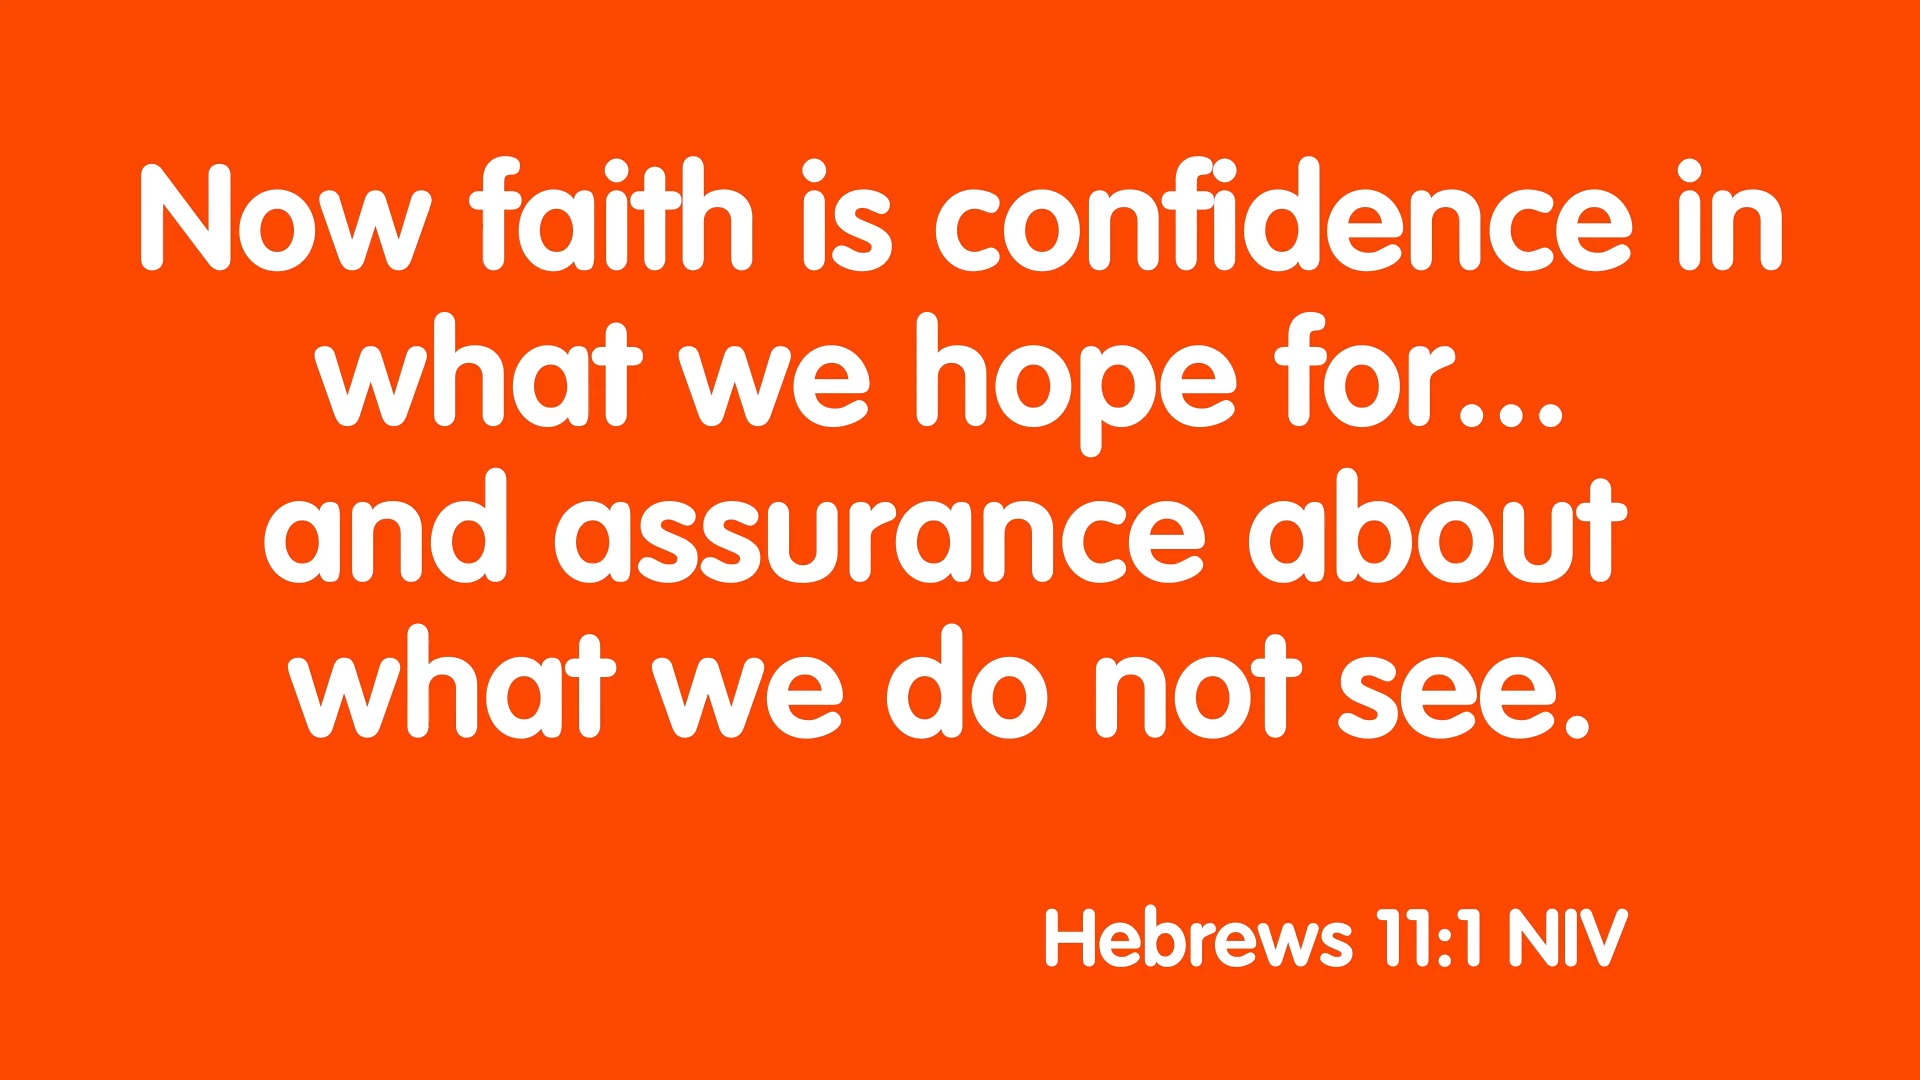 Now faith is confidence in
what we hope for...
and assurance about
what we do not see.
Hebrews 11:1 NIV